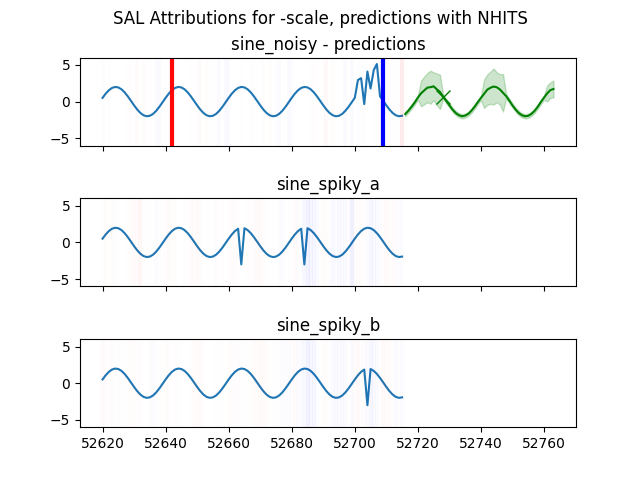 SAL Attributions for -scale, predictions with NHITS
sine_noisy - predictions
5
0
−5
sine_spiky_a
5
0
−5
sine_spiky_b
5
0
−5
52620 52640 52660 52680 52700 52720 52740 52760